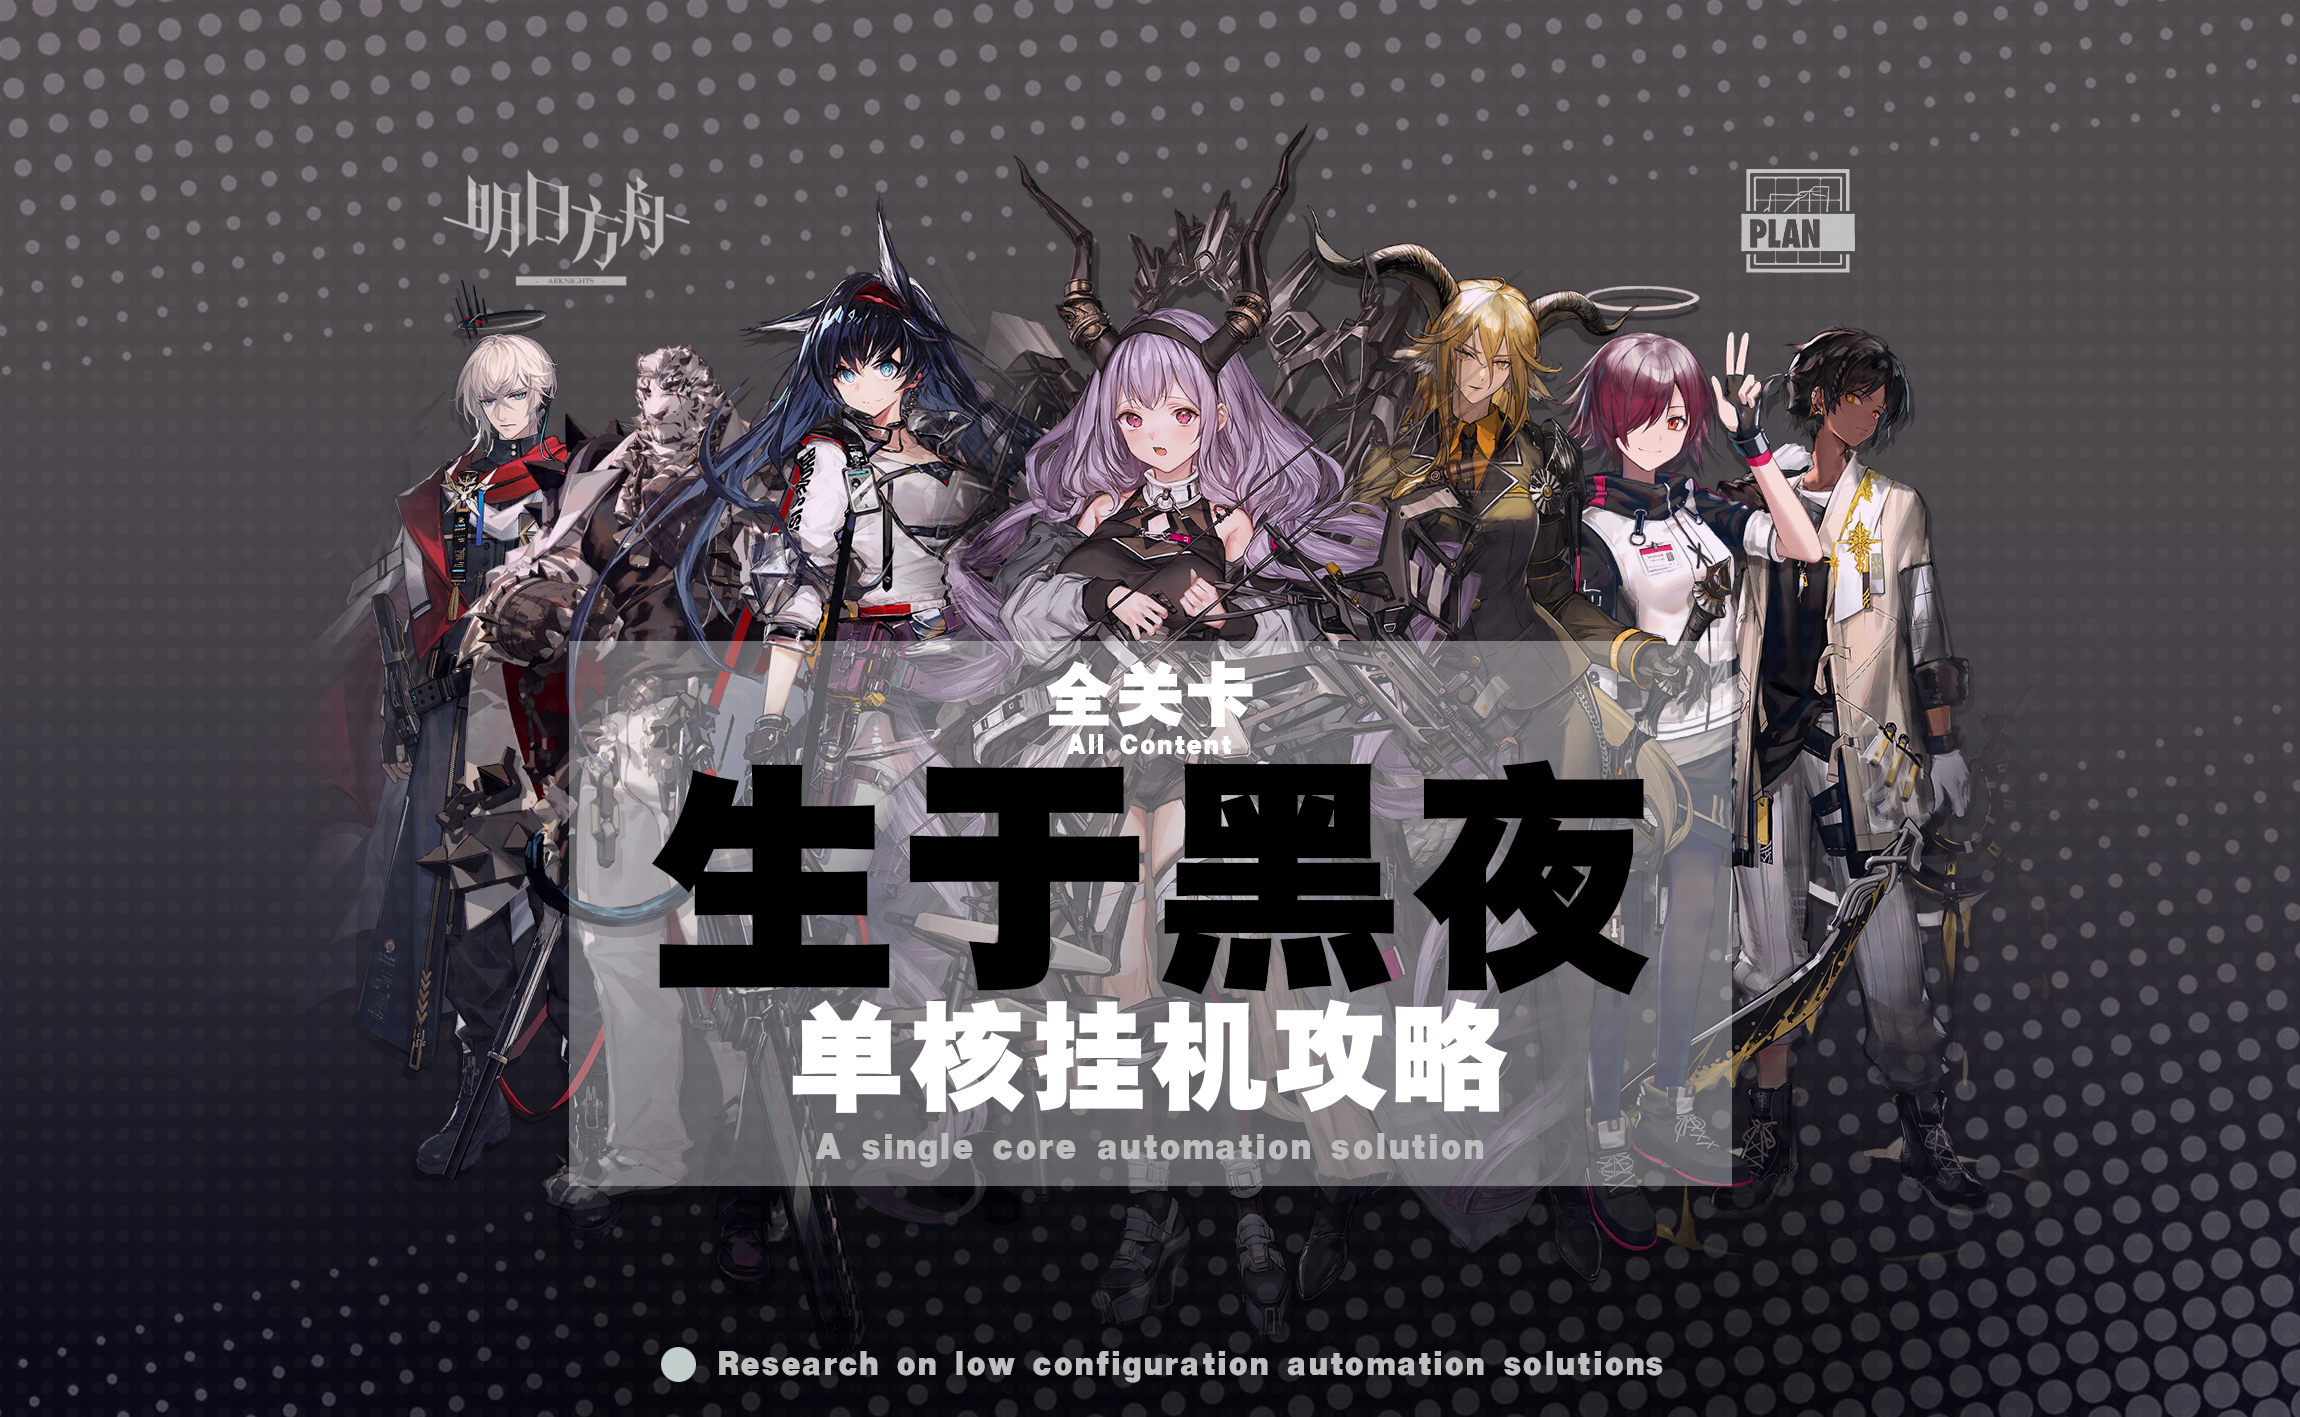 明日方舟
ARKNIGHTS
PLAN
全关卡
All Content
生于黑夜
单核挂机攻略
A single core automation solution
Research on low configuration automation solutions